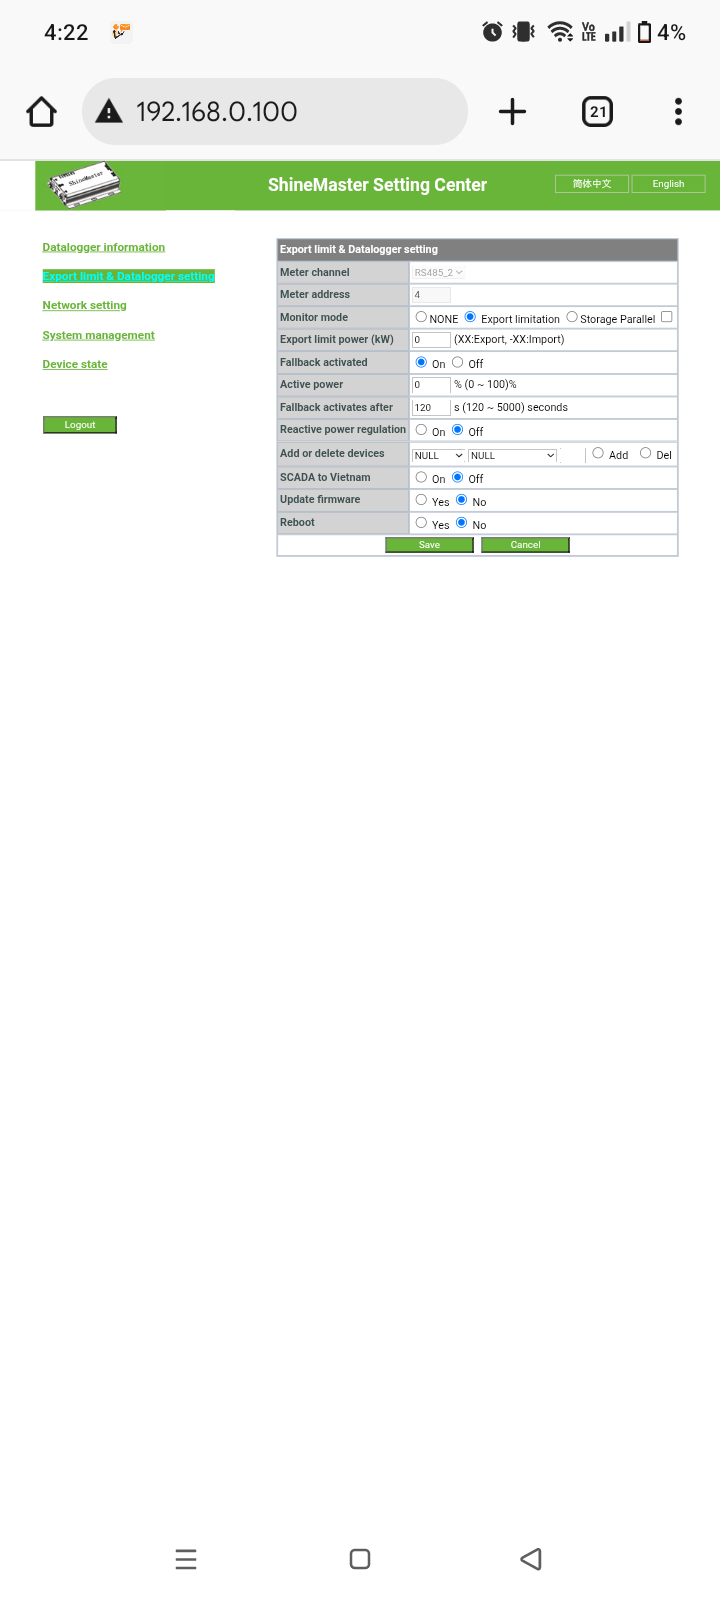 4:22
Vo LTE
4%
192.168.0.100
21
ShineMaster
ShineMaster Setting Center
简体中文
English
Datalogger information
Export limit & Datalogger setting
Network setting
System management
Device state
Logout
Export limit & Datalogger setting
Meter channel RS485_2
Meter address 4
Monitor mode NONE Export limitation Storage Parallel
Export limit power (kW) 0 (XX:Export, -XX:Import)
Fallback activated On Off
Active power 0 % (0 ~ 100)%
Fallback activates after 120 s (120 ~ 5000) seconds
Reactive power regulation On Off
Add or delete devices NULL NULL Add Del
SCADA to Vietnam On Off
Update firmware Yes No
Reboot Yes No
Save Cancel